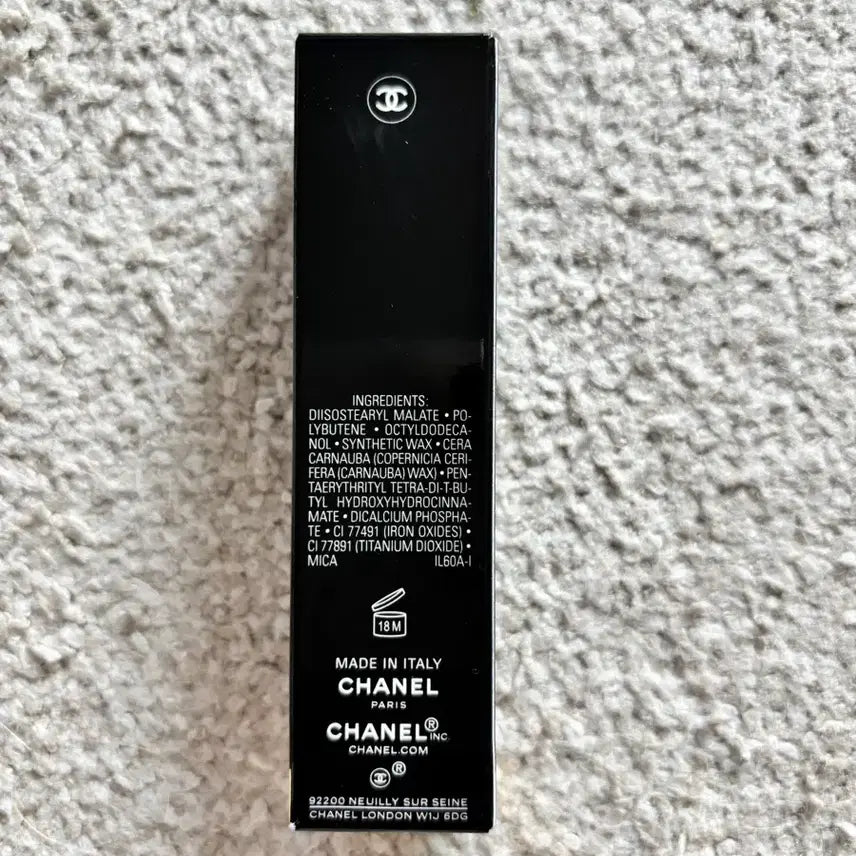 INGREDIENTS:
DIISOSTEARYL MALATE • PO-
LYBUTENE • OCTYLDODECA-
NOL • SYNTHETIC WAX • CERA
CARNAUBA (COPERNICIA CERI-
FERA (CARNAUBA) WAX) • PEN-
TAERYTHRITYL TETRA-DI-T-BU-
TYL HYDROXYHYDROCINNA-
MATE • DICALCIUM PHOSPHA-
TE • CI 77491 (IRON OXIDES) •
CI 77891 (TITANIUM DIOXIDE) •
MICA IL60A-I
18 M
MADE IN ITALY
CHANEL
PARIS
CHANEL® INC.
CHANEL.COM
®
92200 NEUILLY SUR SEINE
CHANEL LONDON W1J 6DG